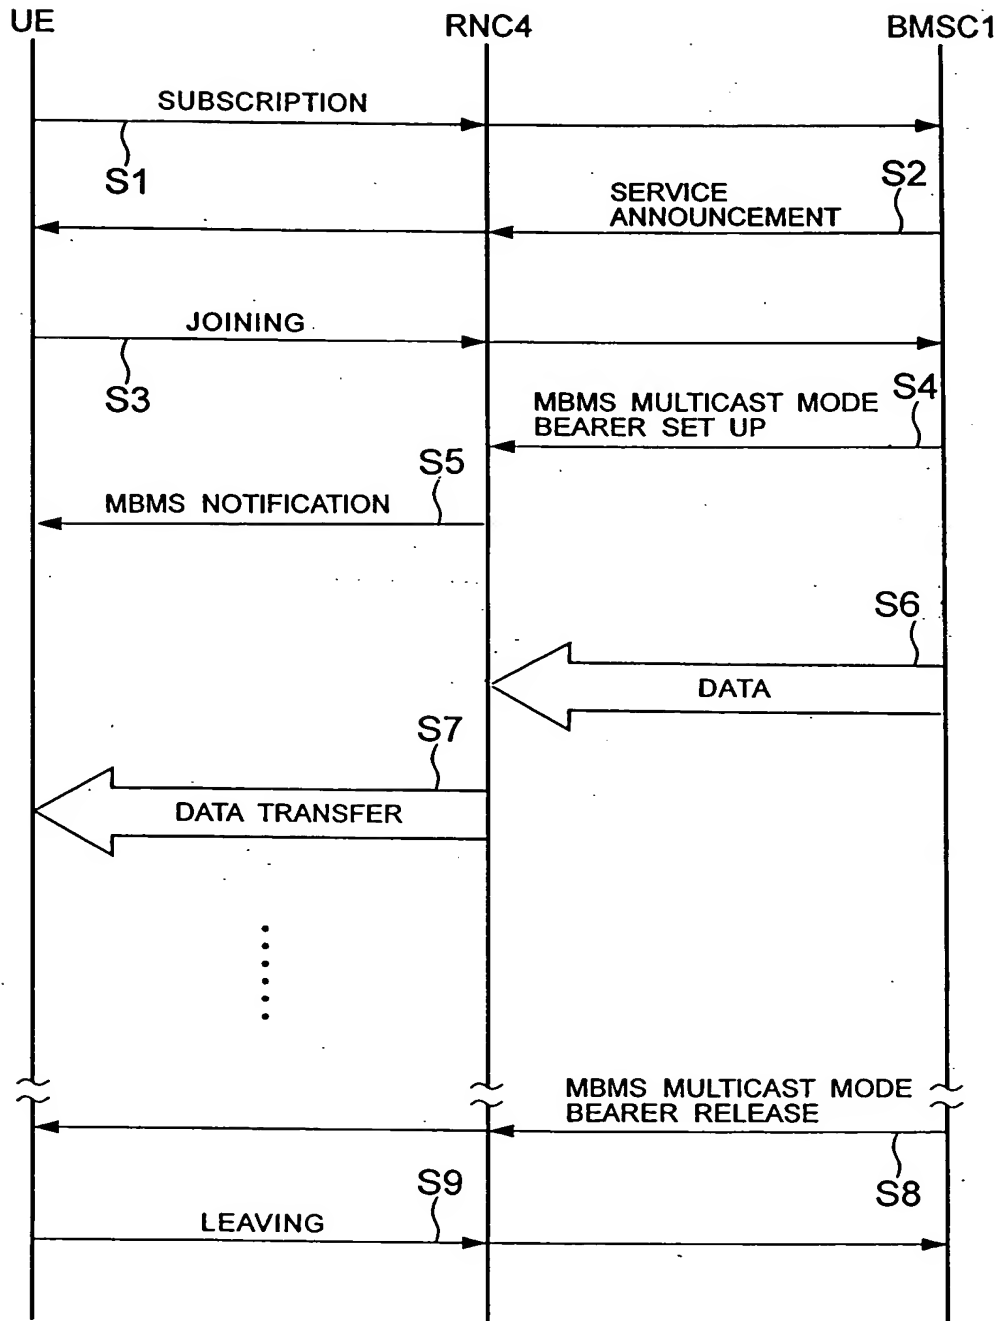 UE
RNC4
BMSC1
SUBSCRIPTION
S1
S2
SERVICE
ANNOUNCEMENT
JOINING
S3
S4
MBMS MULTICAST MODE
BEARER SET UP
S5
MBMS NOTIFICATION
S6
DATA
S7
DATA TRANSFER
MBMS MULTICAST MODE
BEARER RELEASE
S8
S9
LEAVING